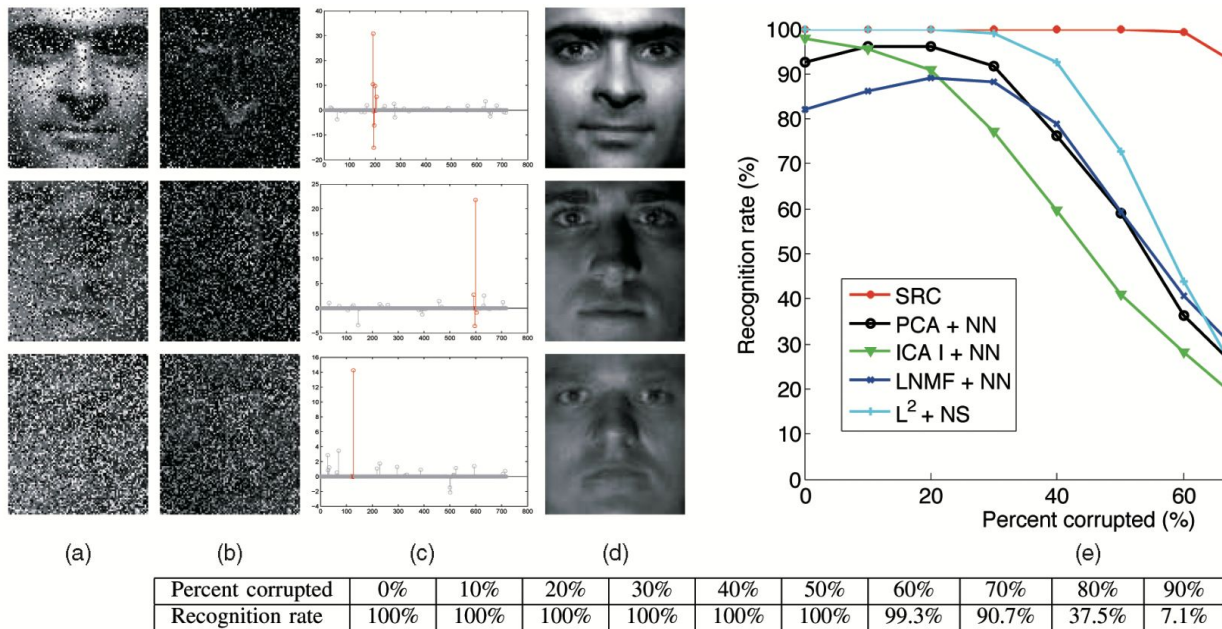 40
30
20
10
0
-10
-20
0 100 200 300 400 500 600 700 800
25
20
15
10
5
0
-5
0 100 200 300 400 500 600 700 800
16
14
12
10
8
6
4
2
0
-2
-4
0 100 200 300 400 500 600 700 800
(a) (b) (c) (d)
Recognition rate (%)
100
90
80
70
60
50
40
30
20
10
0
SRC
PCA + NN
ICA I + NN
LNMF + NN
L² + NS
0 20 40 60
Percent corrupted (%)
(e)
Percent corrupted 0% 10% 20% 30% 40% 50% 60% 70% 80% 90%
Recognition rate 100% 100% 100% 100% 100% 100% 99.3% 90.7% 37.5% 7.1%